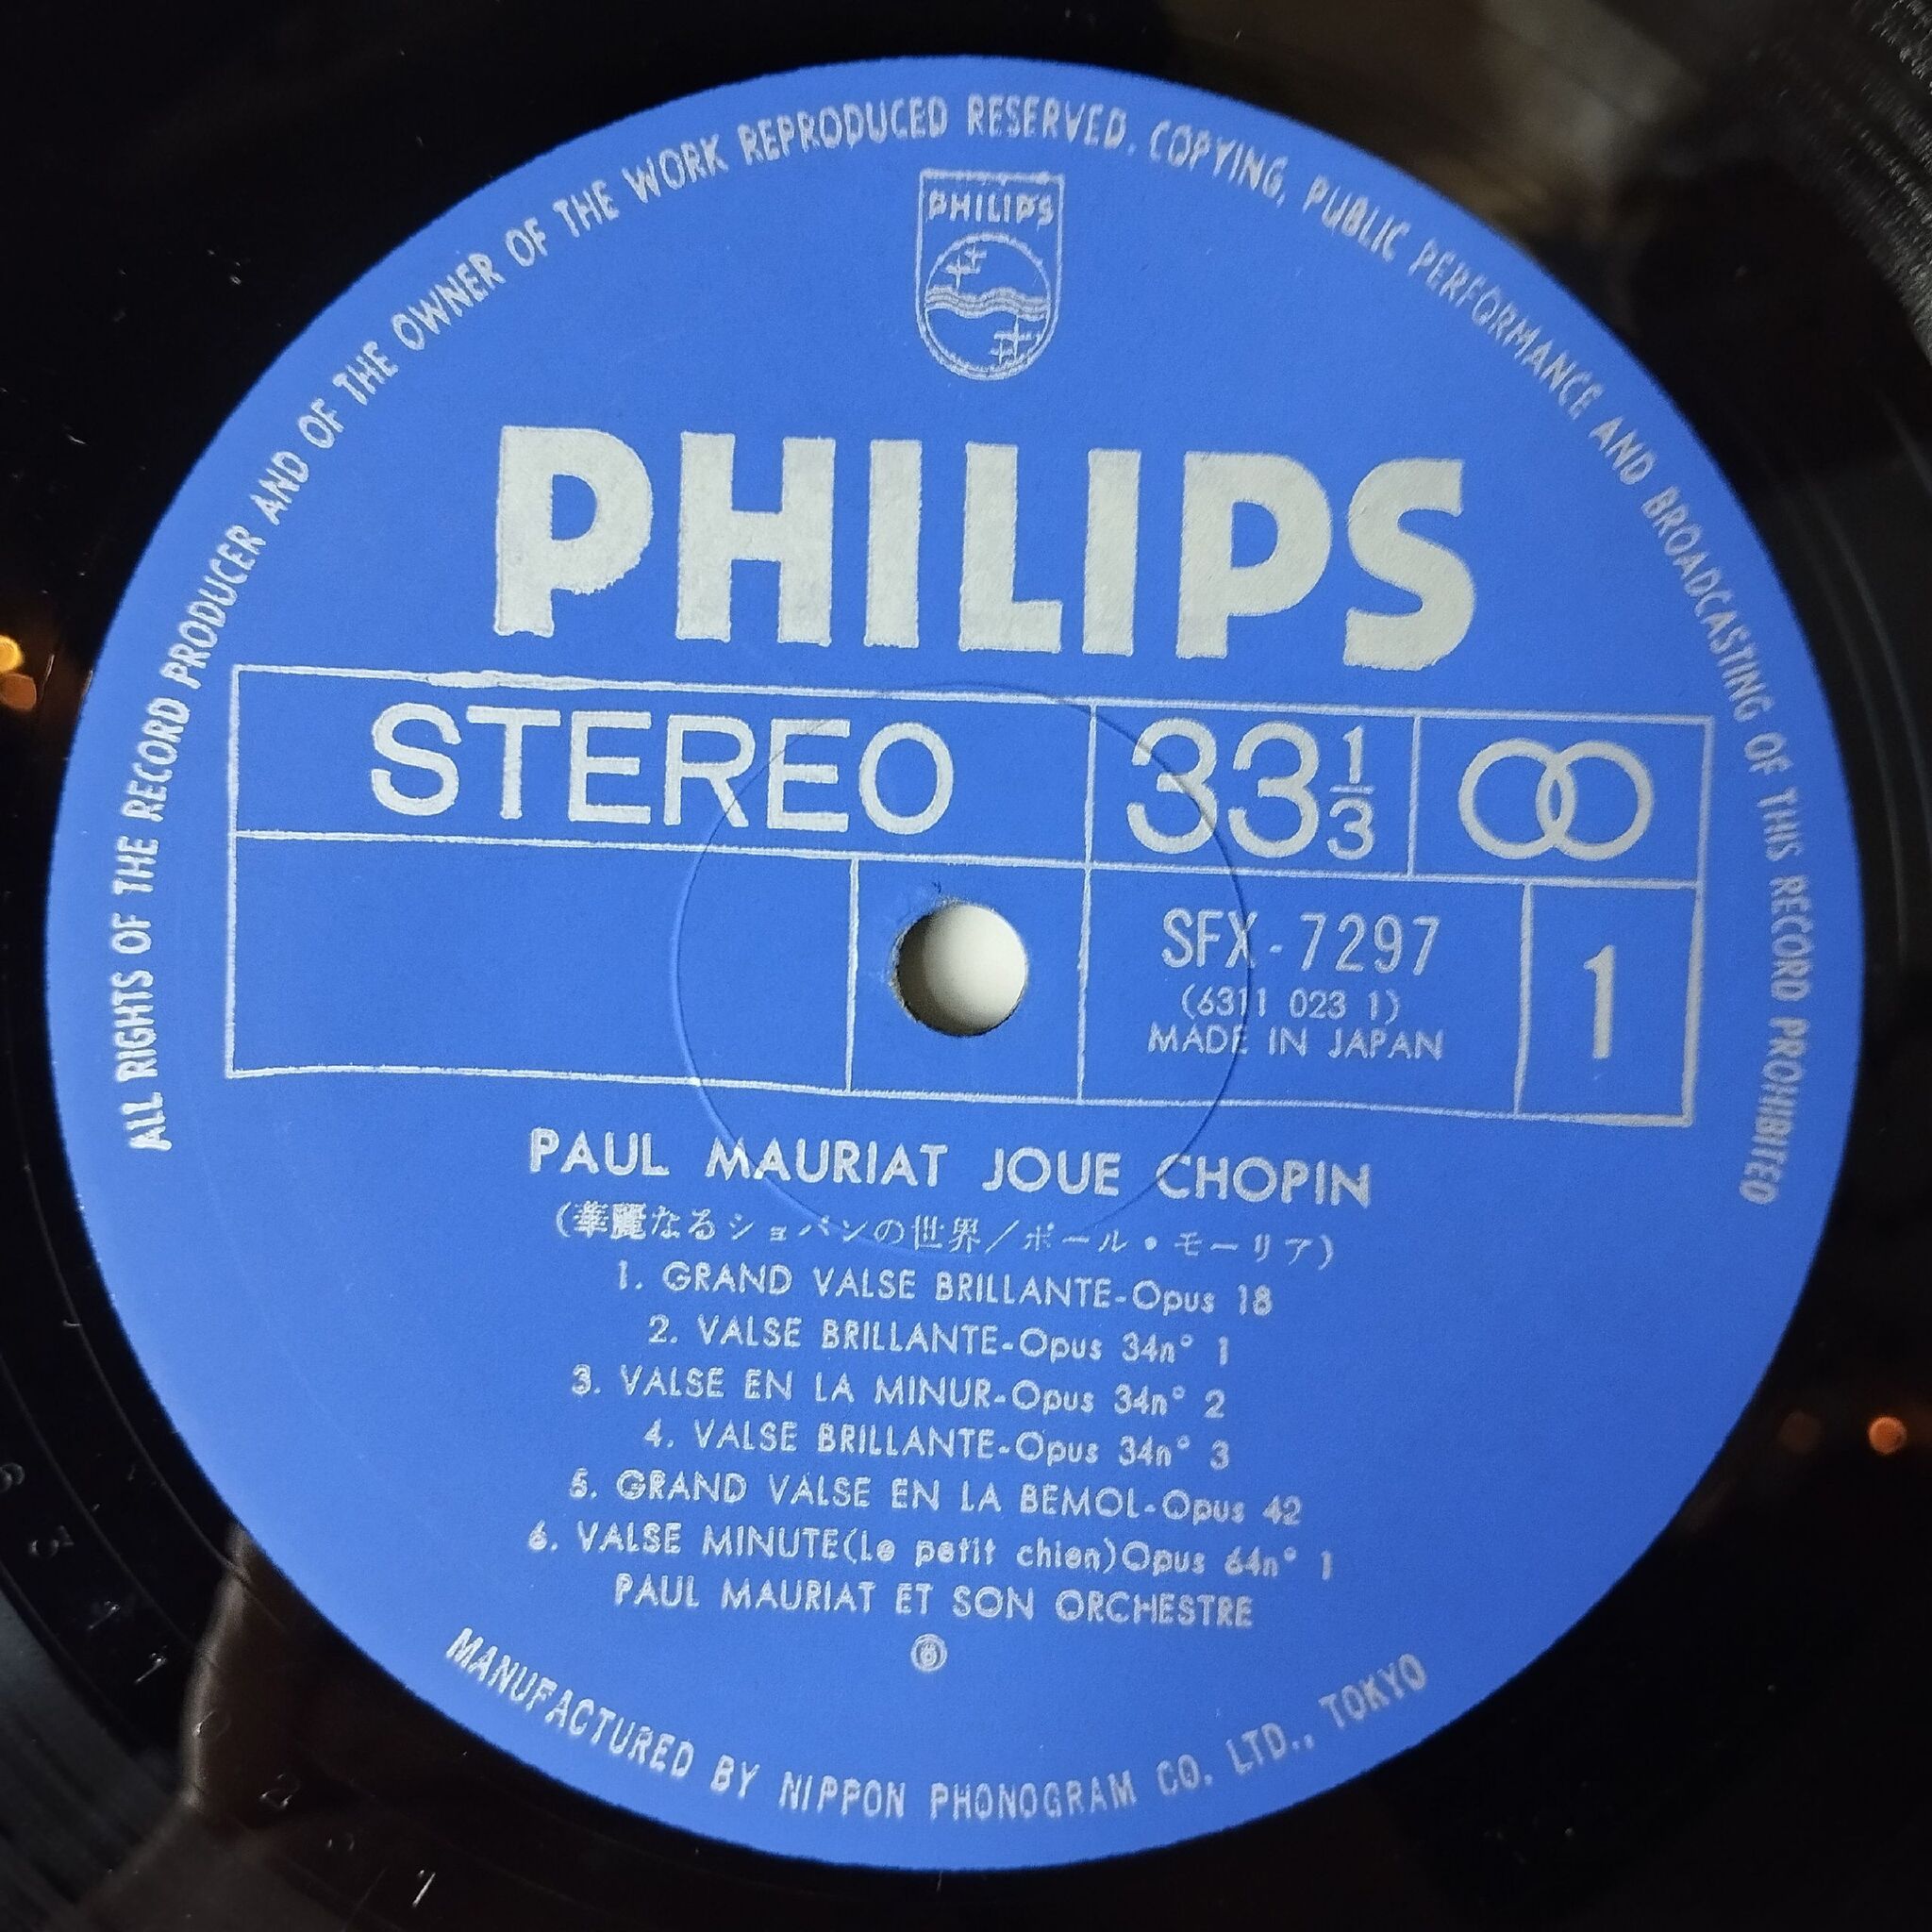 ALL RIGHTS OF THE RECORD PRODUCER AND OF THE OWNER OF THE WORK REPRODUCED RESERVED. COPYING, PUBLIC PERFORMANCE AND BROADCASTING OF THIS RECORD PROHIBITED
PHILIPS
PHILIPS
STEREO
33 1/3
SFX-7297
(6311 023 1)
MADE IN JAPAN
1
PAUL MAURIAT JOUE CHOPIN
(華麗なるショパンの世界／ポール・モーリア)
1. GRAND VALSE BRILLANTE-Opus 18
2. VALSE BRILLANTE-Opus 34n° 1
3. VALSE EN LA MINUR-Opus 34n° 2
4. VALSE BRILLANTE-Opus 34n° 3
5. GRAND VALSE EN LA BEMOL-Opus 42
6. VALSE MINUTE(Le petit chien)Opus 64n° 1
PAUL MAURIAT ET SON ORCHESTRE
MANUFACTURED BY NIPPON PHONOGRAM CO. LTD., TOKYO